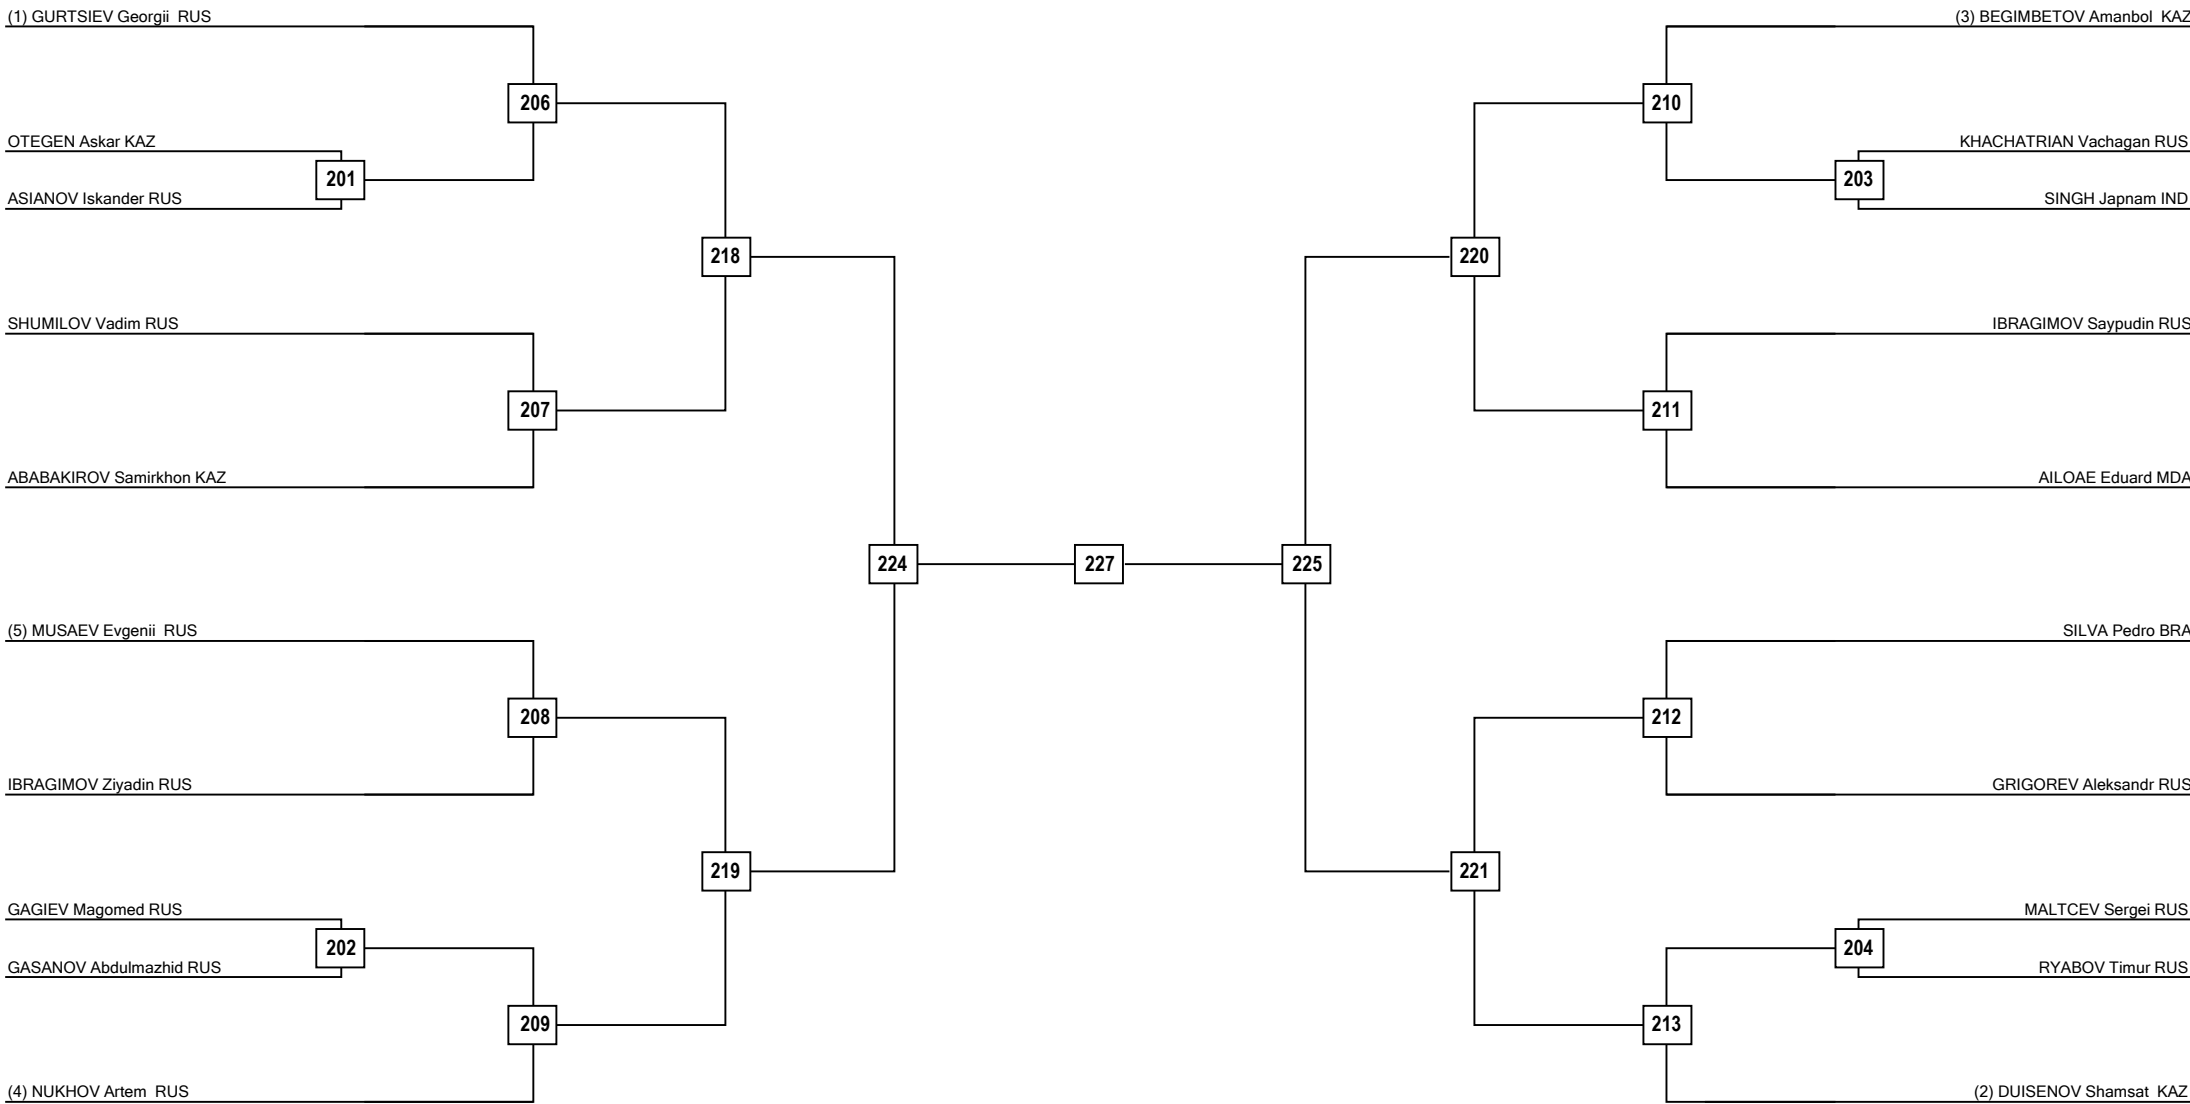 (1) GURTSIEV Georgii  RUS
(3) BEGIMBETOV Amanbol  KAZ
206
210
OTEGEN Askar KAZ
KHACHATRIAN Vachagan RUS
201
203
ASIANOV Iskander RUS
SINGH Japnam IND
218
220
SHUMILOV Vadim RUS
IBRAGIMOV Saypudin RUS
207
211
ABABAKIROV Samirkhon KAZ
AILOAE Eduard MDA
224
227
225
(5) MUSAEV Evgenii  RUS
SILVA Pedro BRA
208
212
IBRAGIMOV Ziyadin RUS
GRIGOREV Aleksandr RUS
219
221
GAGIEV Magomed RUS
MALTCEV Sergei RUS
202
204
GASANOV Abdulmazhid RUS
RYABOV Timur RUS
209
213
(4) NUKHOV Artem  RUS
(2) DUISENOV Shamsat  KAZ